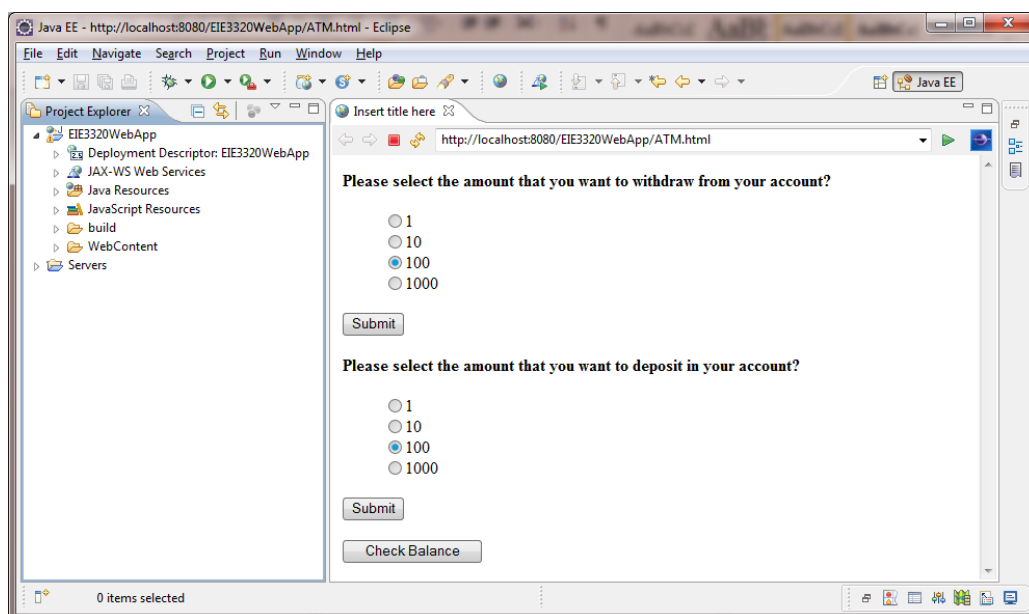 Java EE - http://localhost:8080/EIE3320WebApp/ATM.html - Eclipse
File Edit Navigate Search Project Run Window Help
Java EE
Project Explorer
Insert title here
http://localhost:8080/EIE3320WebApp/ATM.html
EIE3320WebApp
Deployment Descriptor: EIE3320WebApp
JAX-WS Web Services
Java Resources
JavaScript Resources
build
WebContent
Servers
Please select the amount that you want to withdraw from your account?
1
10
100
1000
Submit
Please select the amount that you want to deposit in your account?
1
10
100
1000
Submit
Check Balance
0 items selected